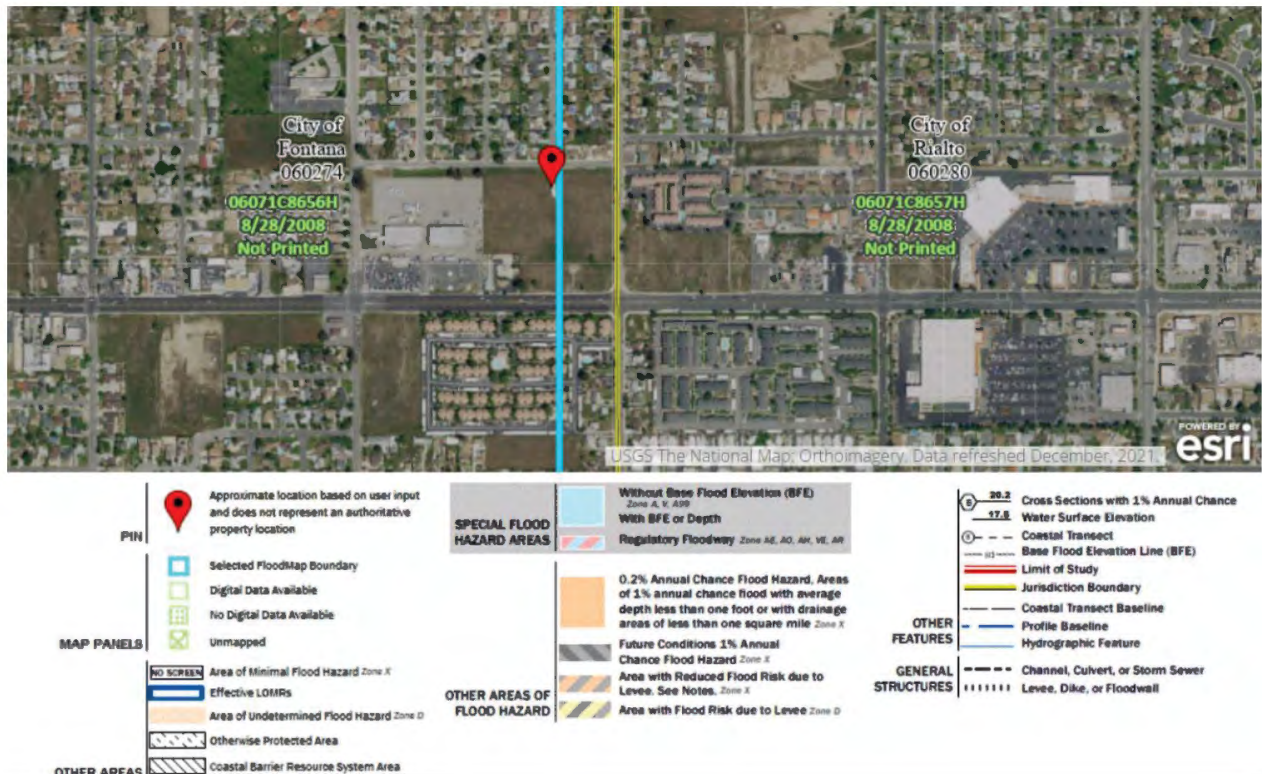 City of
Fontana
060274
06071C8656H
8/28/2008
Not Printed
City of
Rialto
060280
06071C8657H
8/28/2008
Not Printed
POWERED BY
esri
USGS The National Map: Orthoimagery. Data refreshed December, 2021.
PIN
Approximate location based on user input
and does not represent an authoritative
property location
MAP PANELS
Selected FloodMap Boundary
Digital Data Available
No Digital Data Available
Unmapped
OTHER AREAS
NO SCREEN Area of Minimal Flood Hazard Zone X
Effective LOMRs
Area of Undetermined Flood Hazard Zone D
Otherwise Protected Area
Coastal Barrier Resource System Area
SPECIAL FLOOD
HAZARD AREAS
Without Base Flood Elevation (BFE)
Zone A, V, A99
With BFE or Depth
Regulatory Floodway Zone AE, AO, AH, VE, AR
OTHER AREAS OF
FLOOD HAZARD
0.2% Annual Chance Flood Hazard, Areas
of 1% annual chance flood with average
depth less than one foot or with drainage
areas of less than one square mile Zone X
Future Conditions 1% Annual
Chance Flood Hazard Zone X
Area with Reduced Flood Risk due to
Levee. See Notes. Zone X
Area with Flood Risk due to Levee Zone D
OTHER
FEATURES
20.2 Cross Sections with 1% Annual Chance
17.5 Water Surface Elevation
Coastal Transect
Base Flood Elevation Line (BFE)
Limit of Study
Jurisdiction Boundary
Coastal Transect Baseline
Profile Baseline
Hydrographic Feature
GENERAL
STRUCTURES
Channel, Culvert, or Storm Sewer
Levee, Dike, or Floodwall